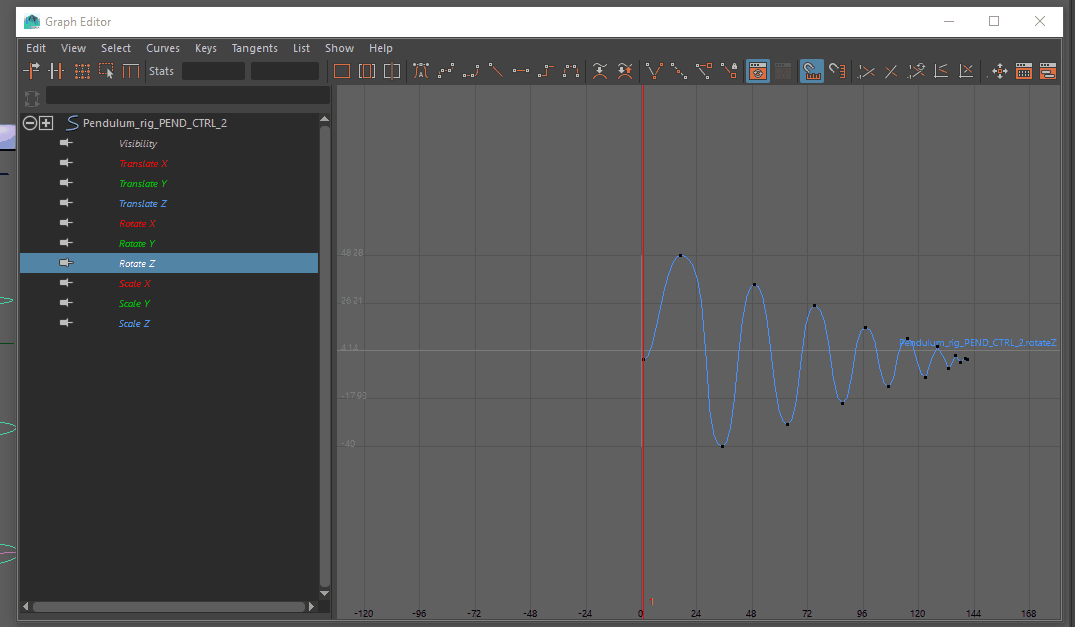 Graph Editor
Edit View Select Curves Keys Tangents List Show Help
Stats
Pendulum_rig_PEND_CTRL_2
Visibility
Translate X
Translate Y
Translate Z
Rotate X
Rotate Y
Rotate Z
Scale X
Scale Y
Scale Z
48.28
26.21
4.14
-17.93
-40
Pendulum_rig_PEND_CTRL_2.rotateZ
-120 -96 -72 -48 -24 0 24 48 72 96 120 144 168